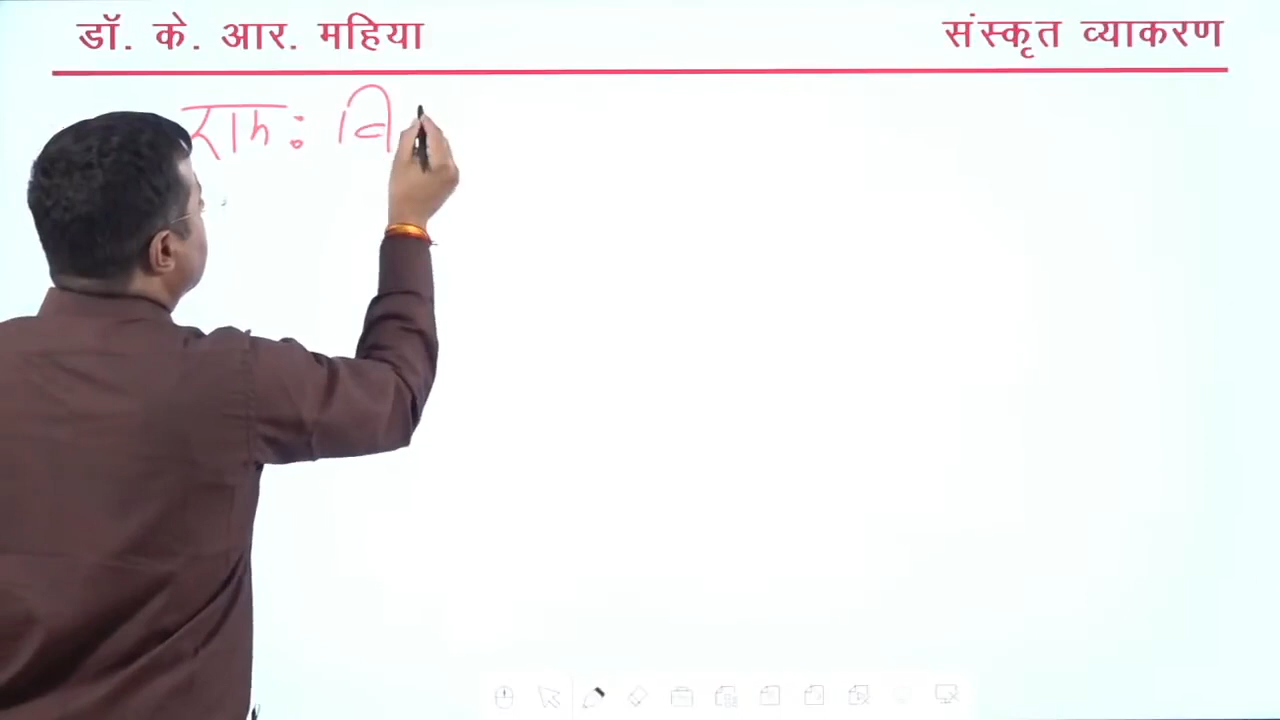 डॉ. के. आर. महिया
संस्कृत व्याकरण
रामः वि